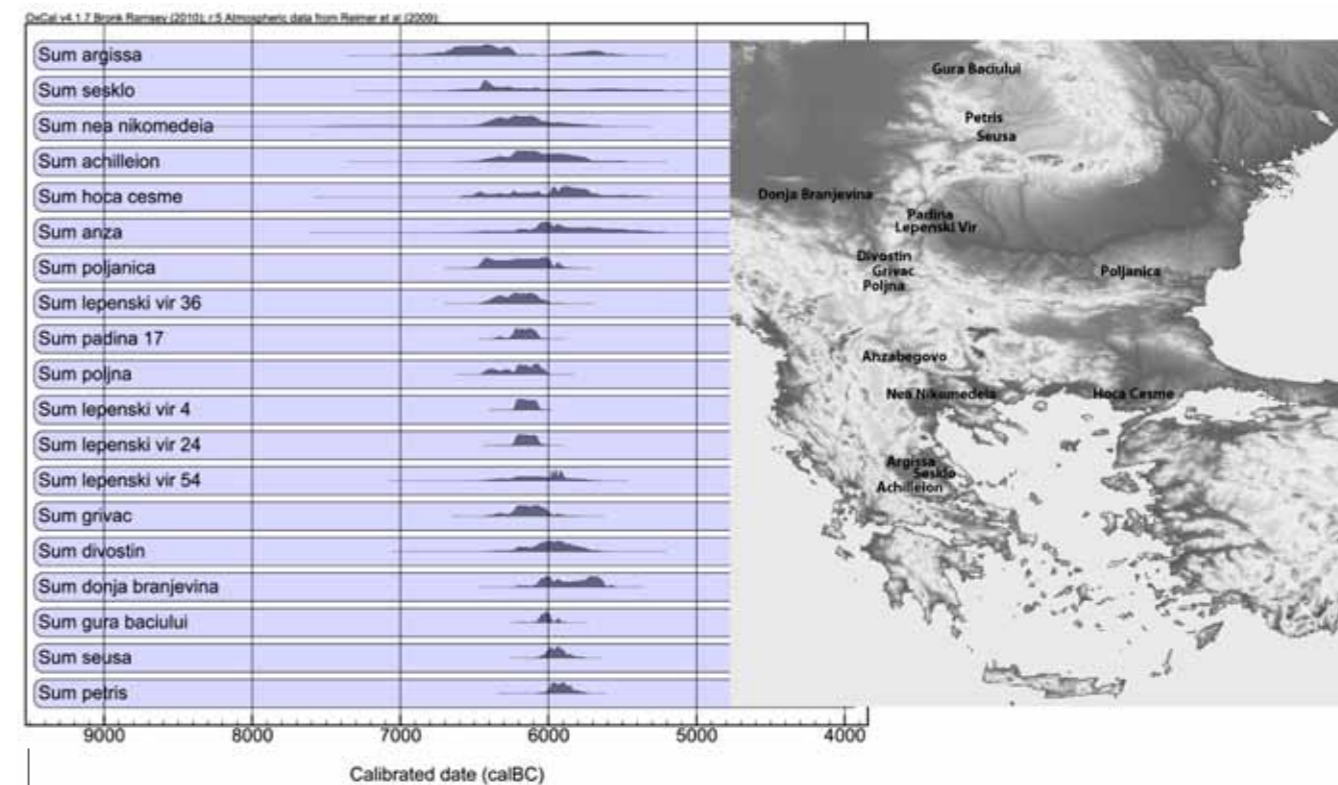 OxCal v4.1.7 Bronk Ramsey (2010); r:5 Atmospheric data from Reimer et al (2009);
Sum argissa
Sum sesklo
Sum nea nikomedeia
Sum achilleion
Sum hoca cesme
Sum anza
Sum poljanica
Sum lepenski vir 36
Sum padina 17
Sum poljna
Sum lepenski vir 4
Sum lepenski vir 24
Sum lepenski vir 54
Sum grivac
Sum divostin
Sum donja branjevina
Sum gura baciului
Sum seusa
Sum petris
9000 8000 7000 6000 5000 4000
Calibrated date (calBC)
Gura Baciului
Petris
Seusa
Donja Branjevina
Padina
Lepenski Vir
Divostin
Grivac
Poljna
Poljanica
Ahzabegovo
Nea Nikomedeia
Hoca Cesme
Argissa
Sesklo
Achilleion